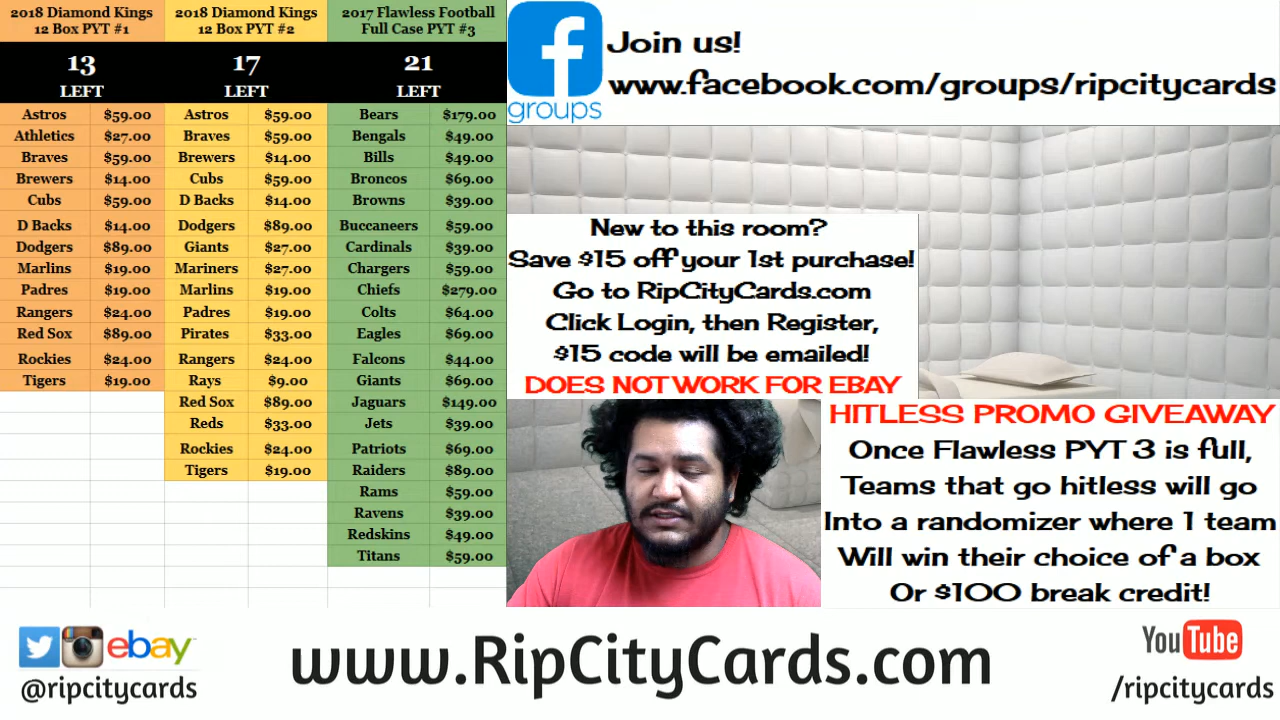 2018 Diamond Kings
12 Box PYT #1
13
LEFT
Astros $59.00
Athletics $27.00
Braves $59.00
Brewers $14.00
Cubs $59.00
D Backs $14.00
Dodgers $89.00
Marlins $19.00
Padres $19.00
Rangers $24.00
Red Sox $89.00
Rockies $24.00
Tigers $19.00
2018 Diamond Kings
12 Box PYT #2
17
LEFT
Astros $59.00
Braves $59.00
Brewers $14.00
Cubs $59.00
D Backs $14.00
Dodgers $89.00
Giants $27.00
Mariners $27.00
Marlins $19.00
Padres $19.00
Pirates $33.00
Rangers $24.00
Rays $9.00
Red Sox $89.00
Reds $33.00
Rockies $24.00
Tigers $19.00
2017 Flawless Football
Full Case PYT #3
21
LEFT
Bears $179.00
Bengals $49.00
Bills $49.00
Broncos $69.00
Browns $39.00
Buccaneers $59.00
Cardinals $39.00
Chargers $59.00
Chiefs $279.00
Colts $64.00
Eagles $69.00
Falcons $44.00
Giants $69.00
Jaguars $149.00
Jets $39.00
Patriots $69.00
Raiders $89.00
Rams $59.00
Ravens $39.00
Redskins $49.00
Titans $59.00
f
groups
Join us!
www.facebook.com/groups/ripcitycards
New to this room?
Save $15 off your 1st purchase!
Go to RipCityCards.com
Click Login, then Register,
$15 code will be emailed!
DOES NOT WORK FOR EBAY
HITLESS PROMO GIVEAWAY
Once Flawless PYT 3 is full,
Teams that go hitless will go
Into a randomizer where 1 team
Will win their choice of a box
Or $100 break credit!
ebay
@ripcitycards
www.RipCityCards.com
YouTube
/ripcitycards